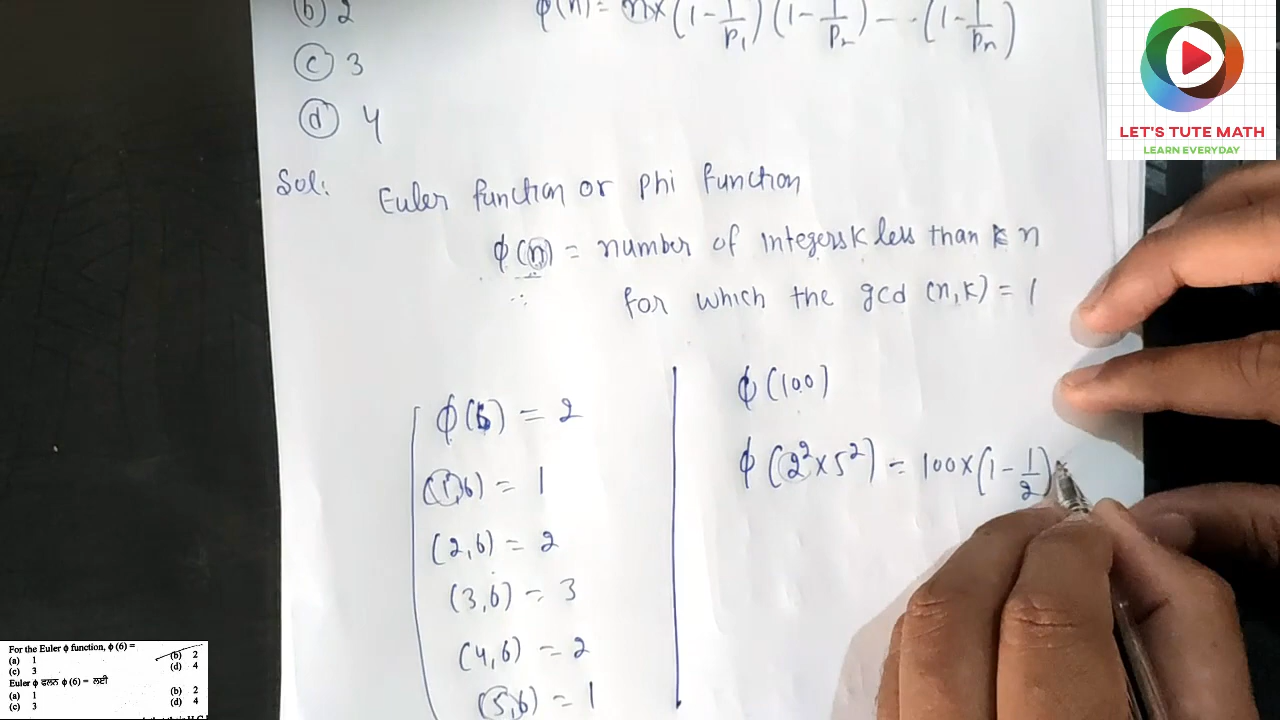 (b) 2
ϕ(n) = n×(1-1/p1)(1-1/p2)-..(1-1/pn)
(c) 3
(d) 4
LET'S TUTE MATH
LEARN EVERYDAY
Sol: Euler function or phi function
ϕ(n) = number of integers k less than n
for which the gcd (n,k) = 1
ϕ(6) = 2
(1,6) = 1
(2,6) = 2
(3,6) = 3
(4,6) = 2
(5,6) = 1
ϕ(100)
ϕ(2²×5²) = 100×(1-1/2)
For the Euler ϕ function, ϕ (6) =
(a) 1 (b) 2
(c) 3 (d) 4
Euler ϕ ਫਲਨ ϕ (6) = ਲਈ
(a) 1 (b) 2
(c) 3 (d) 4